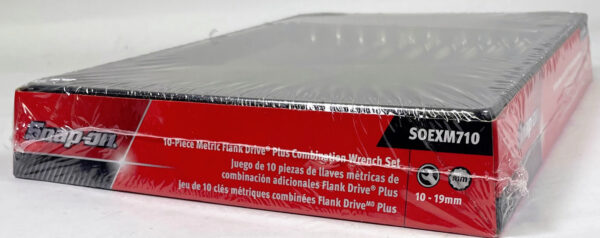 Snap-on
SOEXM710
10-Piece Metric Flank Drive® Plus Combination Wrench Set
Juego de 10 piezas de llaves métricas de
combinación adicionales Flank Drive® Plus
Jeu de 10 clés métriques combinées Flank Drive MD Plus
mm
10 - 19mm